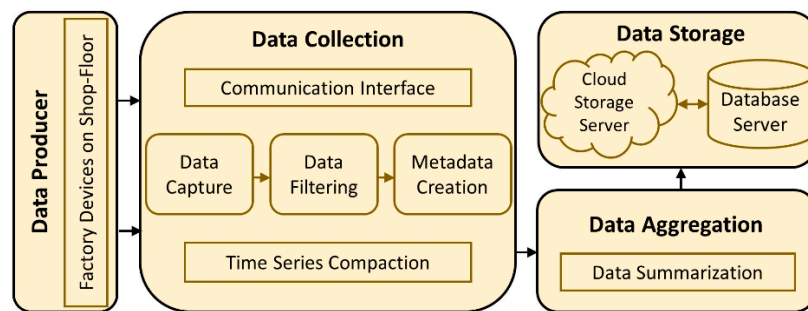 Data Producer
Factory Devices on Shop-Floor
Data Collection
Communication Interface
Data
Capture
Data
Filtering
Metadata
Creation
Time Series Compaction
Data Storage
Cloud
Storage
Server
Database
Server
Data Aggregation
Data Summarization